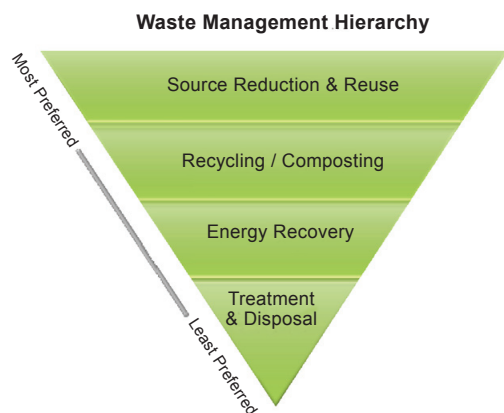 Waste Management Hierarchy
Most Preferred
Source Reduction & Reuse
Recycling / Composting
Energy Recovery
Treatment
& Disposal
Least Preferred